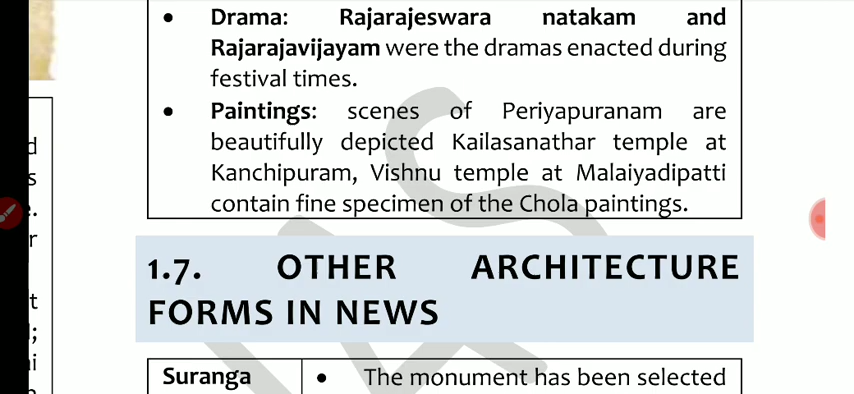 • Drama: Rajarajeswara natakam and
Rajarajavijayam were the dramas enacted during
festival times.
• Paintings: scenes of Periyapuranam are
beautifully depicted Kailasanathar temple at
Kanchipuram, Vishnu temple at Malaiyadipatti
contain fine specimen of the Chola paintings.
1.7. OTHER ARCHITECTURE
FORMS IN NEWS
Suranga • The monument has been selected